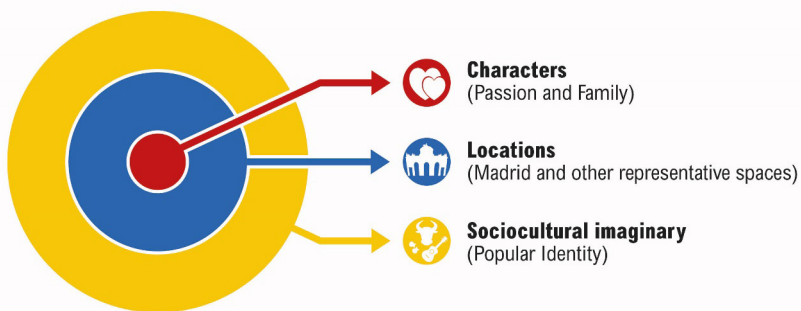 Characters
(Passion and Family)
Locations
(Madrid and other representative spaces)
Sociocultural imaginary
(Popular Identity)